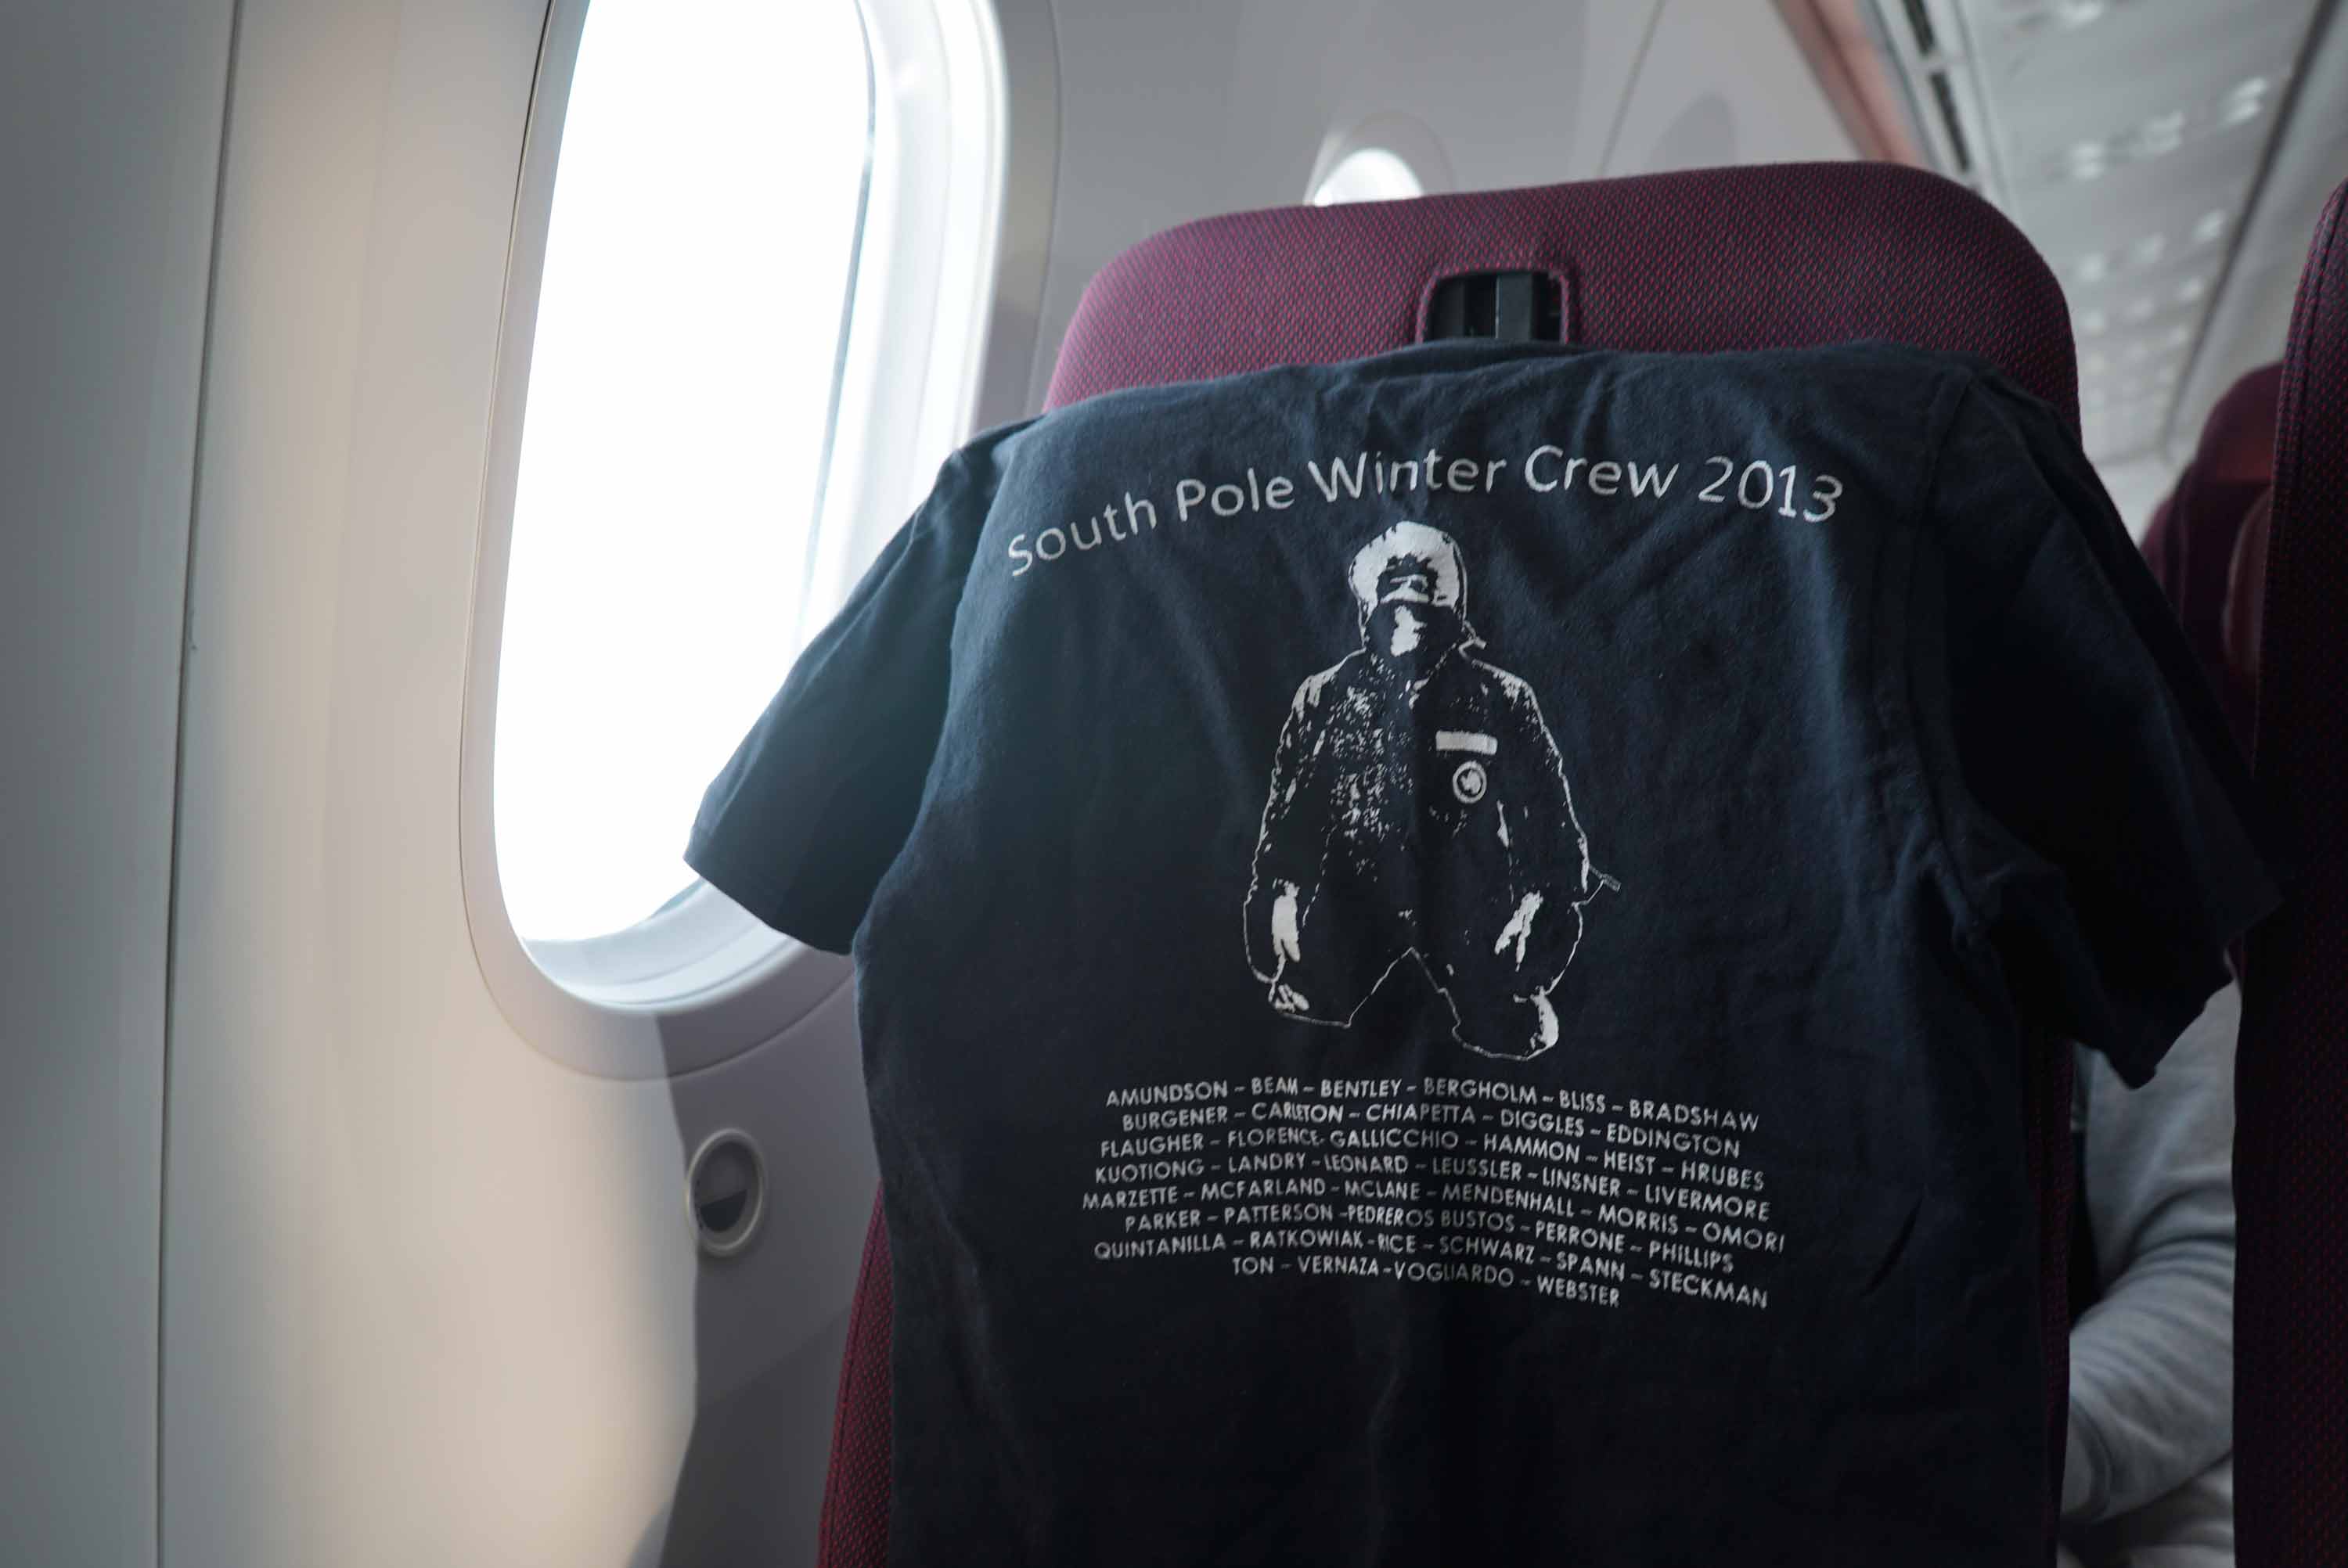 South Pole Winter Crew 2013
AMUNDSON – BEAM – BENTLEY – BERGHOLM – BLISS – BRADSHAW
BURGENER – CARLETON – CHIAPETTA – DIGGLES – EDDINGTON
FLAUGHER – FLORENCE- GALLICCHIO – HAMMON – HEIST – HRUBES
KUOTIONG – LANDRY –LEONARD – LEUSSLER – LINSNER – LIVERMORE
MARZETTE – MCFARLAND – MCLANE – MENDENHALL – MORRIS – OMORI
PARKER – PATTERSON –PEDREROS BUSTOS – PERRONE – PHILLIPS
QUINTANILLA – RATKOWIAK -RICE – SCHWARZ – SPANN – STECKMAN
TON – VERNAZA –VOGLIARDO – WEBSTER